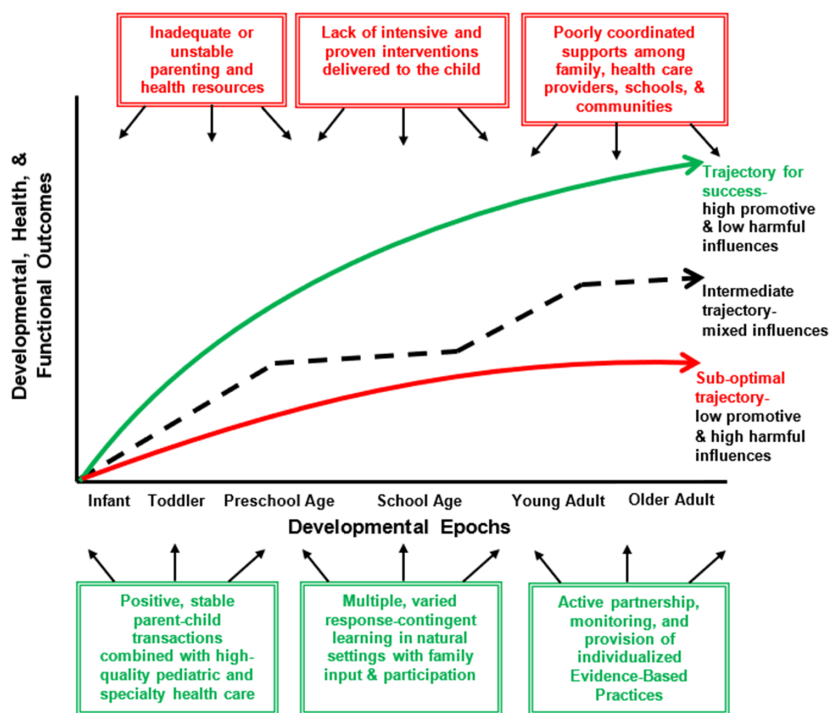 Inadequate or
unstable
parenting and
health resources
Lack of intensive and
proven interventions
delivered to the child
Poorly coordinated
supports among
family, health care
providers, schools, &
communities
Developmental, Health, &
Functional Outcomes
Trajectory for
success-
high promotive
& low harmful
influences
Intermediate
trajectory-
mixed influences
Sub-optimal
trajectory-
low promotive
& high harmful
influences
Infant Toddler Preschool Age School Age Young Adult Older Adult
Developmental Epochs
Positive, stable
parent-child
transactions
combined with high-
quality pediatric and
specialty health care
Multiple, varied
response-contingent
learning in natural
settings with family
input & participation
Active partnership,
monitoring, and
provision of
individualized
Evidence-Based
Practices